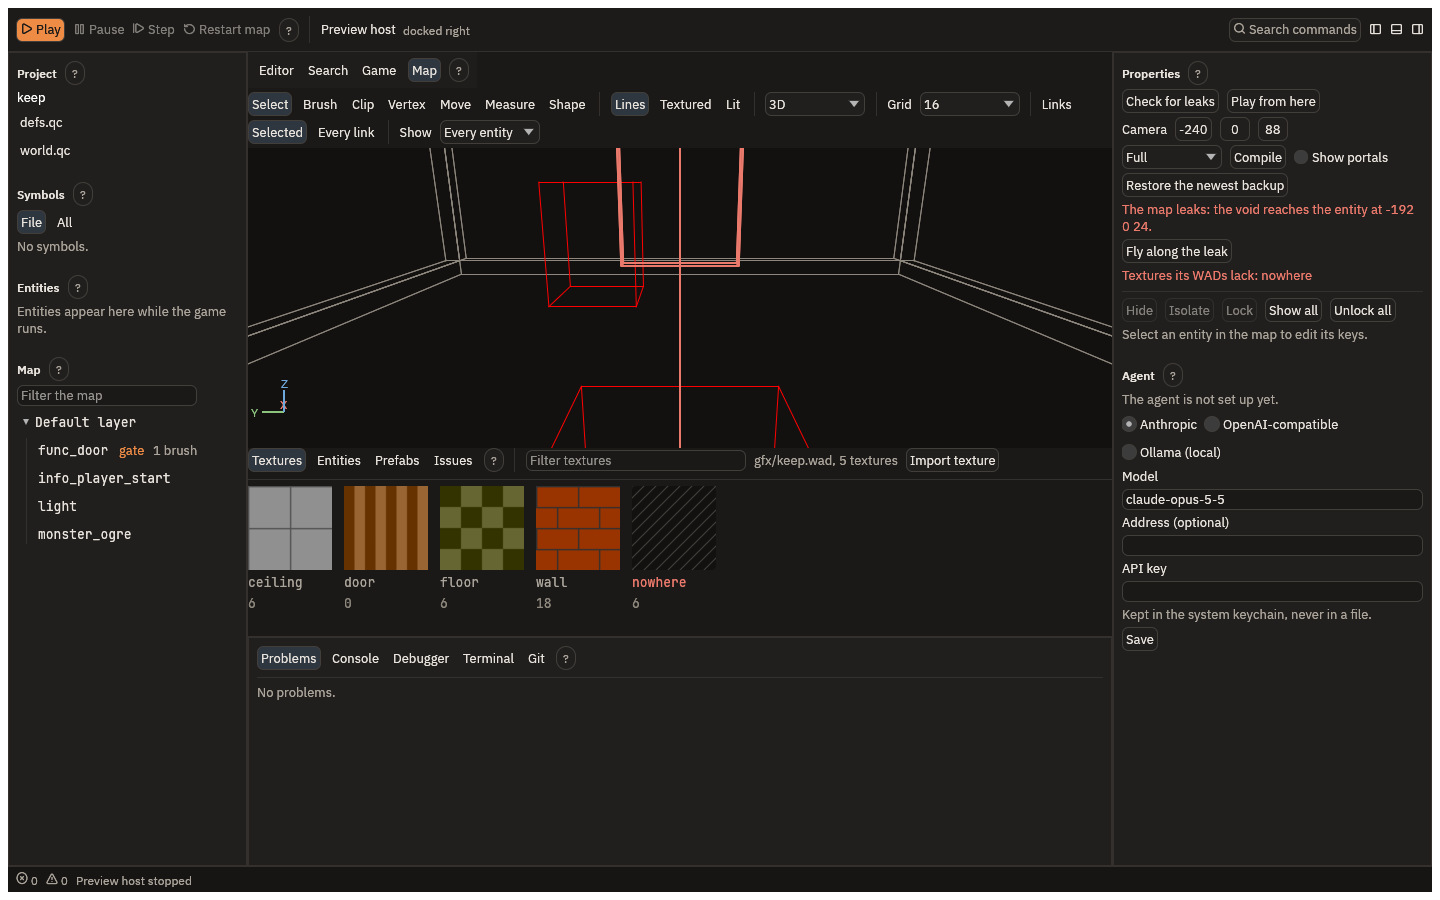 Play Pause Step Restart map ? Preview host docked right Search commands
Project ?
keep
defs.qc
world.qc
Symbols ?
File All
No symbols.
Entities ?
Entities appear here while the game
runs.
Map ?
Filter the map
Default layer
func_door gate 1 brush
info_player_start
light
monster_ogre
Editor Search Game Map ?
Select Brush Clip Vertex Move Measure Shape Lines Textured Lit 3D Grid 16 Links
Selected Every link Show Every entity
Z
Y X
Textures Entities Prefabs Issues ? Filter textures gfx/keep.wad, 5 textures Import texture
ceiling door floor wall nowhere
6 0 6 18 6
Problems Console Debugger Terminal Git ?
No problems.
Properties ?
Check for leaks Play from here
Camera -240 0 88
Full Compile Show portals
Restore the newest backup
The map leaks: the void reaches the entity at -192
0 24.
Fly along the leak
Textures its WADs lack: nowhere
Hide Isolate Lock Show all Unlock all
Select an entity in the map to edit its keys.
Agent ?
The agent is not set up yet.
Anthropic OpenAI-compatible
Ollama (local)
Model
claude-opus-5-5
Address (optional)
API key
Kept in the system keychain, never in a file.
Save
0 0 Preview host stopped